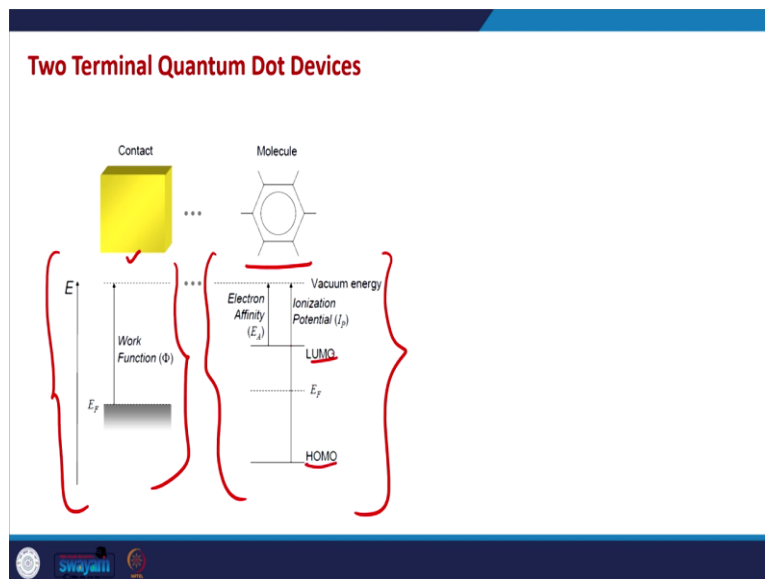 Two Terminal Quantum Dot Devices
Contact
Molecule
E
Vacuum energy
Electron
Affinity
(E_A)
Ionization
Potential (I_P)
Work
Function (Φ)
LUMO
E_F
E_F
HOMO
swayam